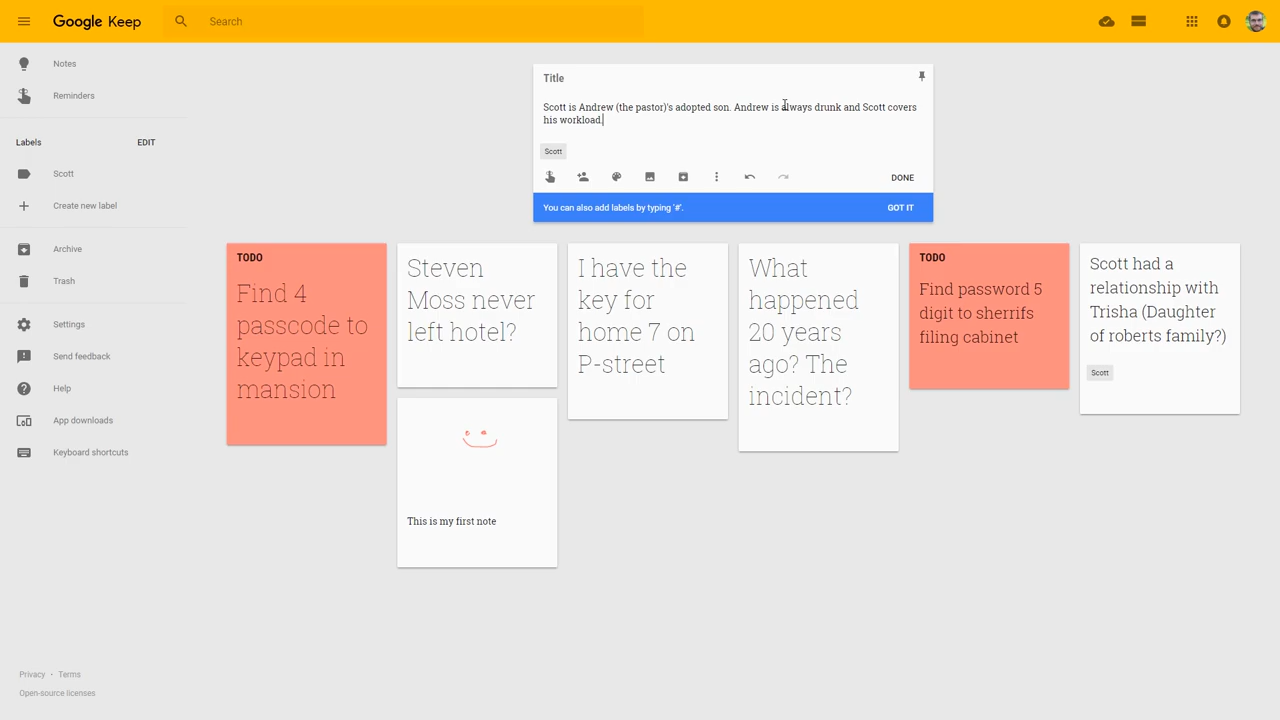 Google Keep
Search
Notes
Reminders
Labels
EDIT
Scott
Create new label
Archive
Trash
Settings
Send feedback
Help
App downloads
Keyboard shortcuts
Privacy · Terms
Open-source licenses
Title
Scott is Andrew (the pastor)'s adopted son. Andrew is always drunk and Scott covers
his workload.
Scott
DONE
You can also add labels by typing '#'.
GOT IT
TODO
Find 4
passcode to
keypad in
mansion
Steven
Moss never
left hotel?
This is my first note
I have the
key for
home 7 on
P-street
What
happened
20 years
ago? The
incident?
TODO
Find password 5
digit to sherrifs
filing cabinet
Scott had a
relationship with
Trisha (Daughter
of roberts family?)
Scott